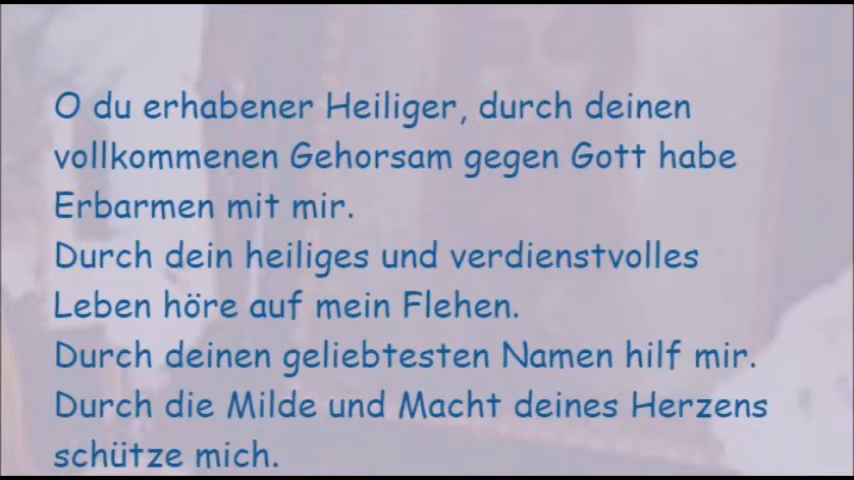 O du erhabener Heiliger, durch deinen
vollkommenen Gehorsam gegen Gott habe
Erbarmen mit mir.
Durch dein heiliges und verdienstvolles
Leben höre auf mein Flehen.
Durch deinen geliebtesten Namen hilf mir.
Durch die Milde und Macht deines Herzens
schütze mich.